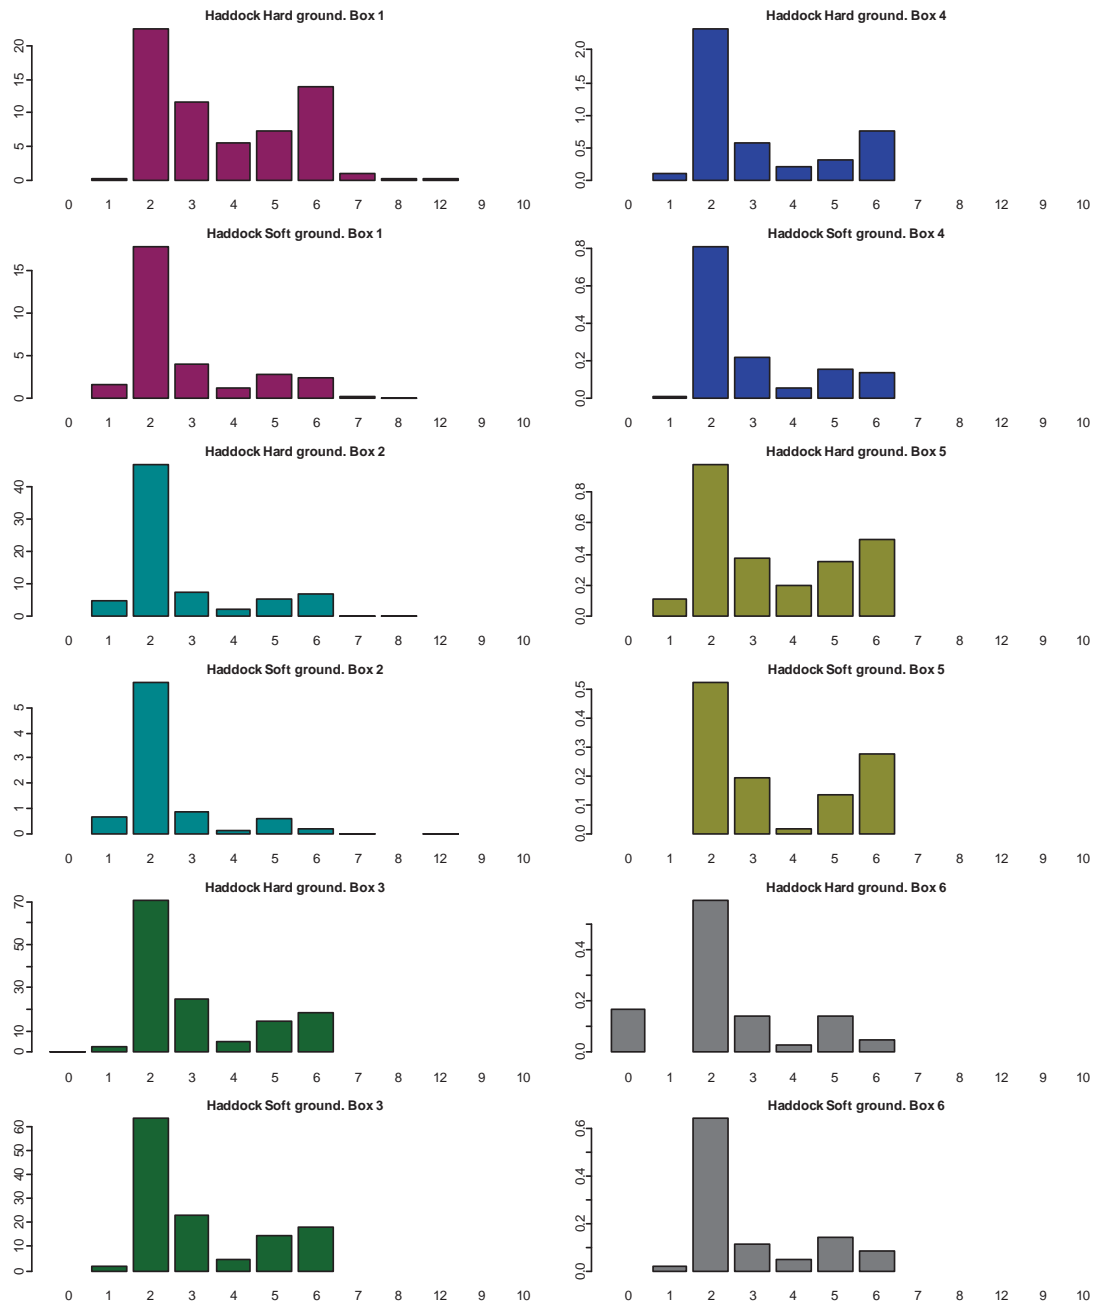 Haddock Hard ground. Box 1
0 5 10 15 20
0 1 2 3 4 5 6 7 8 12 9 10
Haddock Hard ground. Box 4
0.0 0.5 1.0 1.5 2.0
0 1 2 3 4 5 6 7 8 12 9 10
Haddock Soft ground. Box 1
0 5 10 15
0 1 2 3 4 5 6 7 8 12 9 10
Haddock Soft ground. Box 4
0.0 0.2 0.4 0.6 0.8
0 1 2 3 4 5 6 7 8 12 9 10
Haddock Hard ground. Box 2
0 10 20 30 40
0 1 2 3 4 5 6 7 8 12 9 10
Haddock Hard ground. Box 5
0.0 0.2 0.4 0.6 0.8
0 1 2 3 4 5 6 7 8 12 9 10
Haddock Soft ground. Box 2
0 1 2 3 4 5
0 1 2 3 4 5 6 7 8 12 9 10
Haddock Soft ground. Box 5
0.0 0.1 0.2 0.3 0.4 0.5
0 1 2 3 4 5 6 7 8 12 9 10
Haddock Hard ground. Box 3
0 10 30 50 70
0 1 2 3 4 5 6 7 8 12 9 10
Haddock Hard ground. Box 6
0.0 0.2 0.4
0 1 2 3 4 5 6 7 8 12 9 10
Haddock Soft ground. Box 3
0 10 20 30 40 50 60
0 1 2 3 4 5 6 7 8 12 9 10
Haddock Soft ground. Box 6
0.0 0.2 0.4 0.6
0 1 2 3 4 5 6 7 8 12 9 10